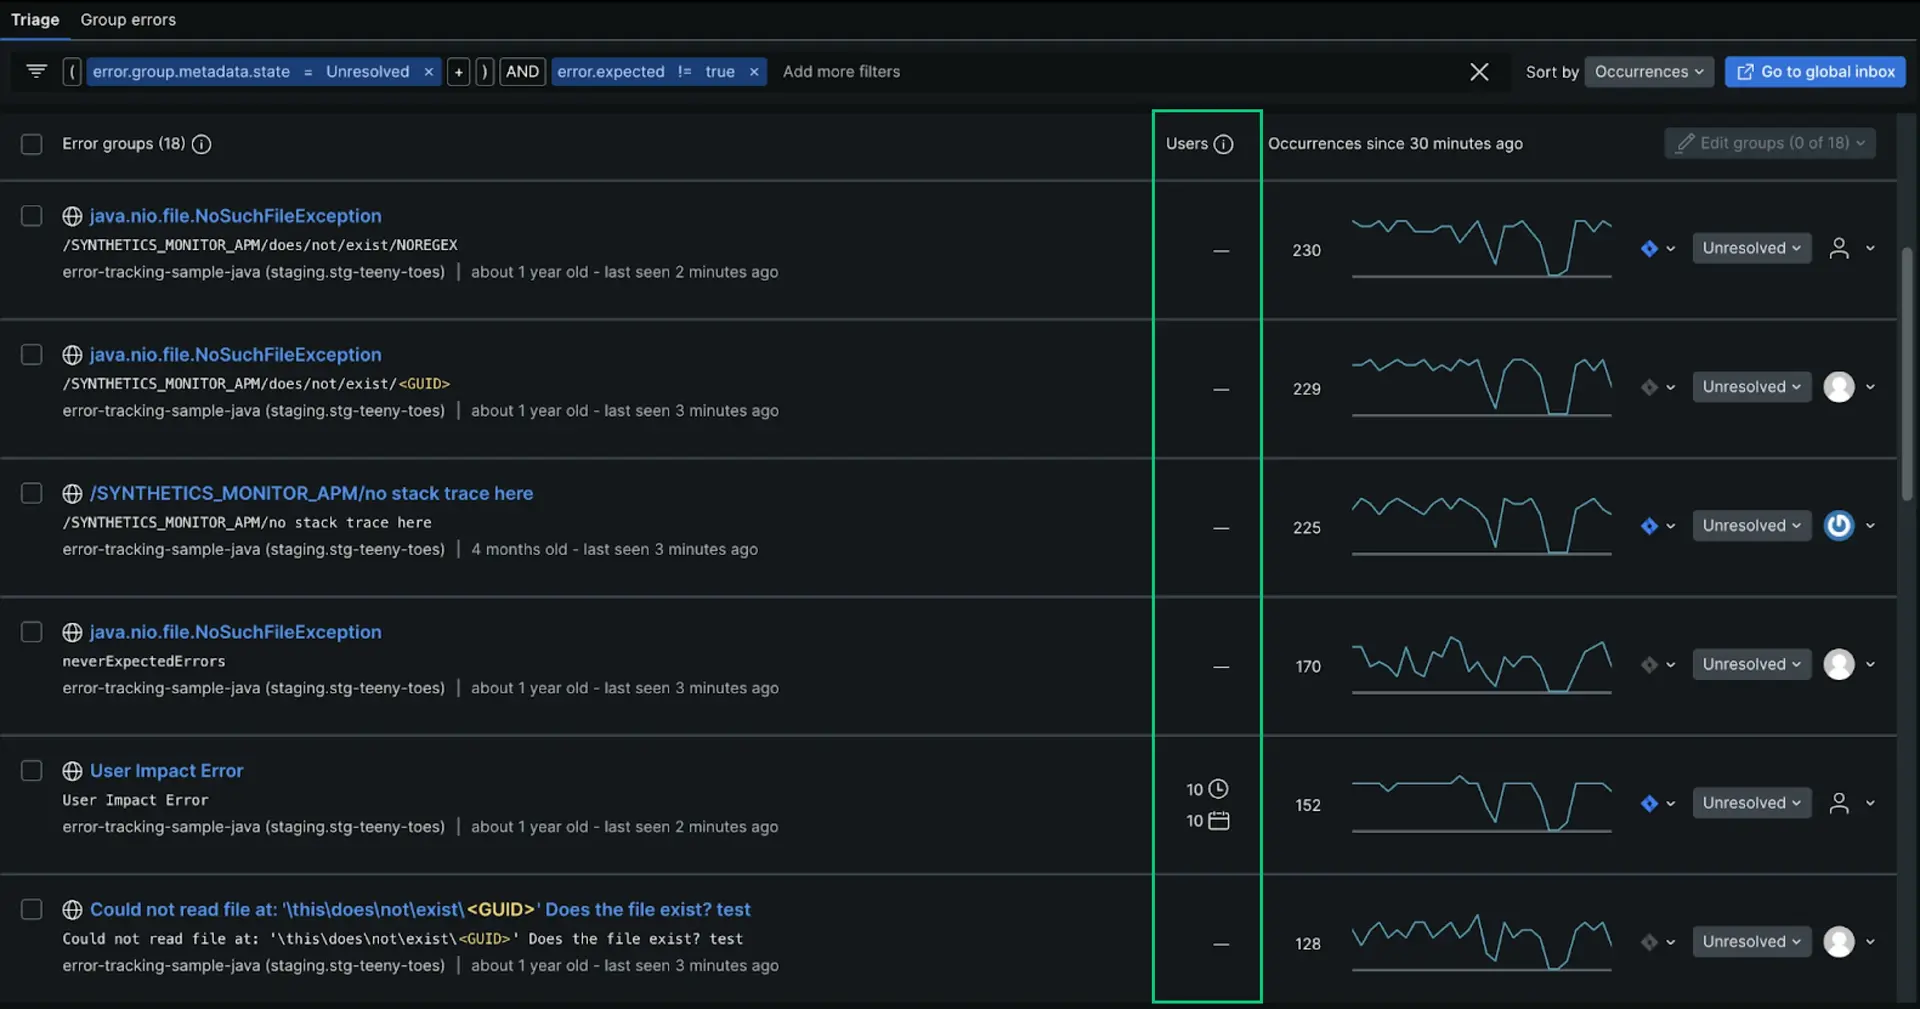 Triage Group errors
( error.group.metadata.state = Unresolved × + ) AND error.expected != true × Add more filters Sort by Occurrences Go to global inbox
Error groups (18) Users Occurrences since 30 minutes ago Edit groups (0 of 18)
java.nio.file.NoSuchFileException
/SYNTHETICS_MONITOR_APM/does/not/exist/NOREGEX
error-tracking-sample-java (staging.stg-teeny-toes) | about 1 year old - last seen 2 minutes ago
— 230 Unresolved
java.nio.file.NoSuchFileException
/SYNTHETICS_MONITOR_APM/does/not/exist/<GUID>
error-tracking-sample-java (staging.stg-teeny-toes) | about 1 year old - last seen 3 minutes ago
— 229 Unresolved
/SYNTHETICS_MONITOR_APM/no stack trace here
/SYNTHETICS_MONITOR_APM/no stack trace here
error-tracking-sample-java (staging.stg-teeny-toes) | 4 months old - last seen 3 minutes ago
— 225 Unresolved
java.nio.file.NoSuchFileException
neverExpectedErrors
error-tracking-sample-java (staging.stg-teeny-toes) | about 1 year old - last seen 3 minutes ago
— 170 Unresolved
User Impact Error
User Impact Error
error-tracking-sample-java (staging.stg-teeny-toes) | about 1 year old - last seen 2 minutes ago
10
10
152 Unresolved
Could not read file at: '\this\does\not\exist\<GUID>' Does the file exist? test
Could not read file at: '\this\does\not\exist\<GUID>' Does the file exist? test
error-tracking-sample-java (staging.stg-teeny-toes) | about 1 year old - last seen 3 minutes ago
— 128 Unresolved